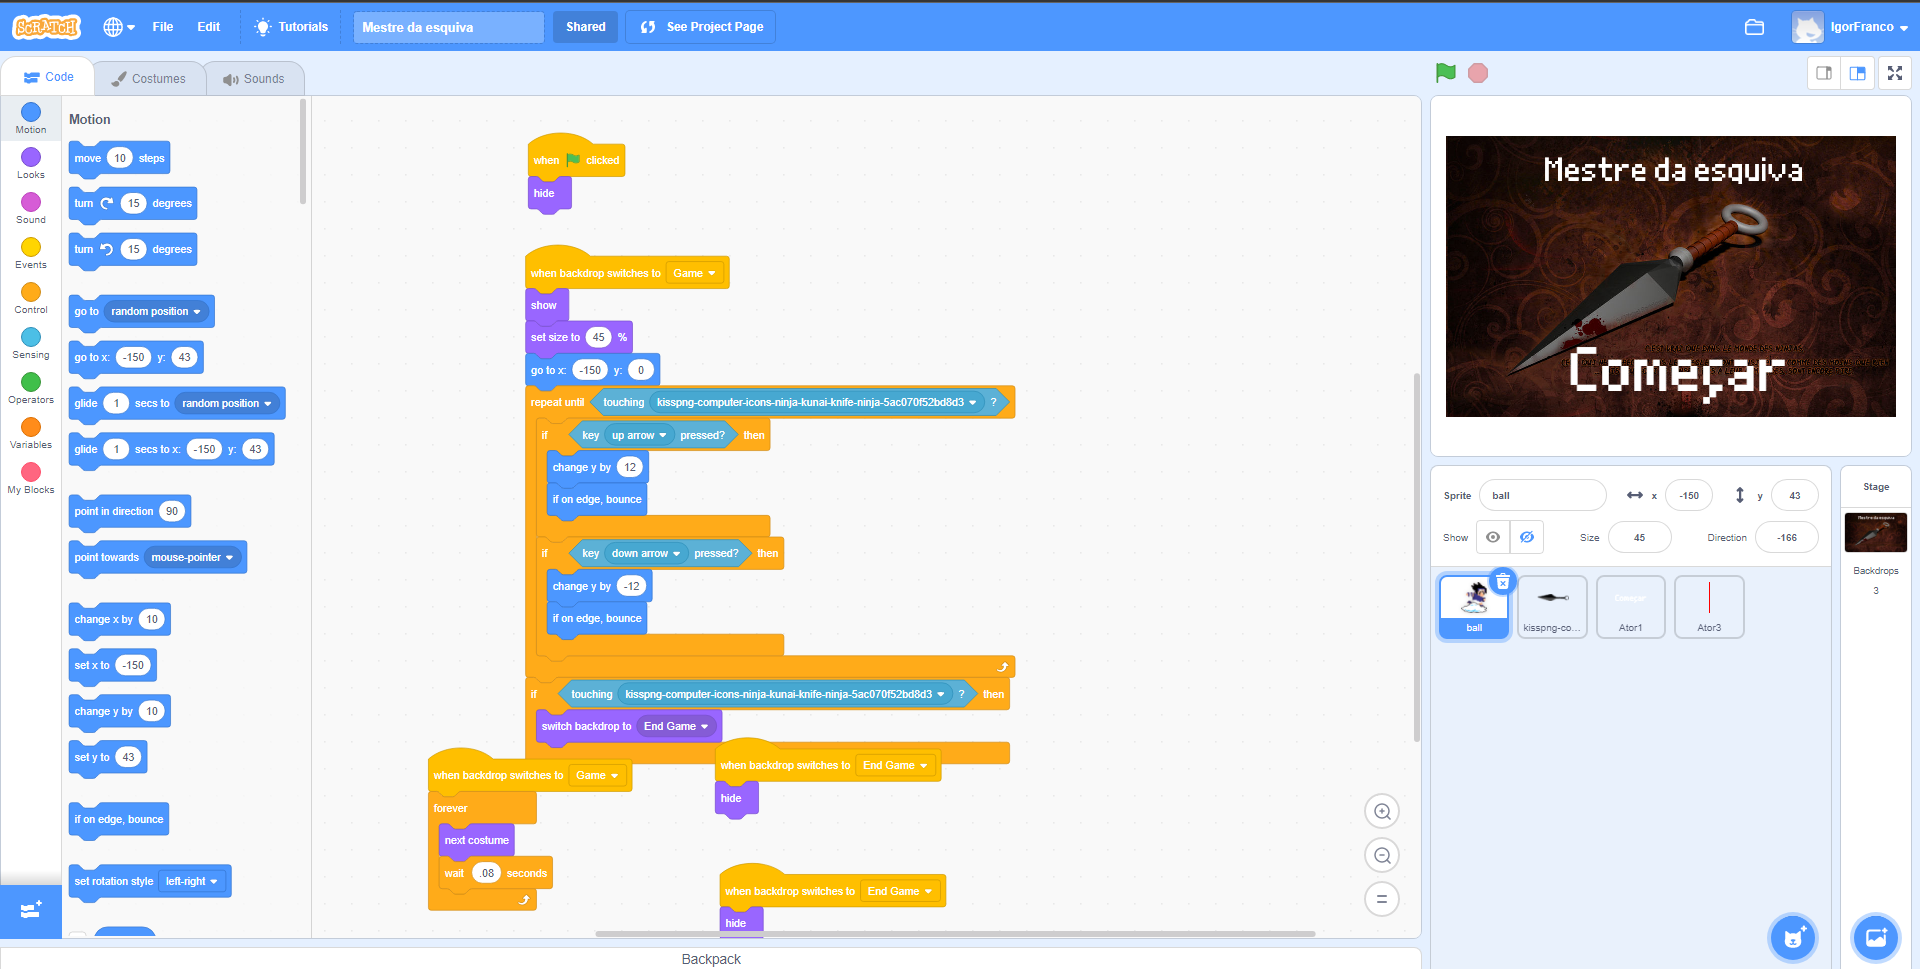 SCRATCH
File
Edit
Tutorials
Mestre da esquiva
Shared
See Project Page
IgorFranco
Code
Costumes
Sounds
Motion
Looks
Sound
Events
Control
Sensing
Operators
Variables
My Blocks
Motion
move 10 steps
turn 15 degrees
turn 15 degrees
go to random position
go to x: -150 y: 43
glide 1 secs to random position
glide 1 secs to x: -150 y: 43
point in direction 90
point towards mouse-pointer
change x by 10
set x to -150
change y by 10
set y to 43
if on edge, bounce
set rotation style left-right
when clicked
hide
when backdrop switches to Game
show
set size to 45 %
go to x: -150 y: 0
repeat until touching kisspng-computer-icons-ninja-kunai-knife-ninja-5ac070f52bd8d3 ?
if key up arrow pressed? then
change y by 12
if on edge, bounce
if key down arrow pressed? then
change y by -12
if on edge, bounce
if touching kisspng-computer-icons-ninja-kunai-knife-ninja-5ac070f52bd8d3 ? then
switch backdrop to End Game
when backdrop switches to Game
forever
next costume
wait .08 seconds
when backdrop switches to End Game
hide
when backdrop switches to End Game
hide
Backpack
Mestre da esquiva
Começar
Sprite ball x -150 y 43
Show Size 45 Direction -166
ball
kisspng-co...
Começar
Ator1
Ator3
Stage
Mestre da esquiva
Backdrops
3